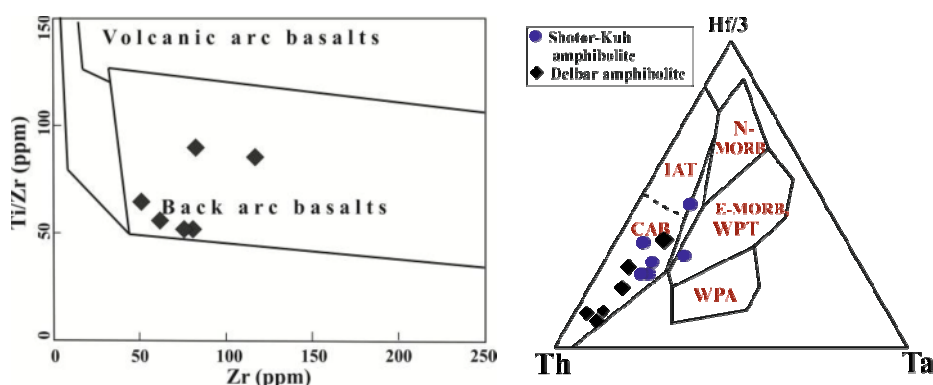 150
100
50
0
Ti/Zr (ppm)
Volcanic arc basalts
Back arc basalts
0 50 100 150 200 250
Zr (ppm)
Shotor-Kuh
amphibolite
Delbar amphibolite
Hf/3
N-
MORB
IAT
E-MORB,
WPT
CAB
WPA
Th
Ta